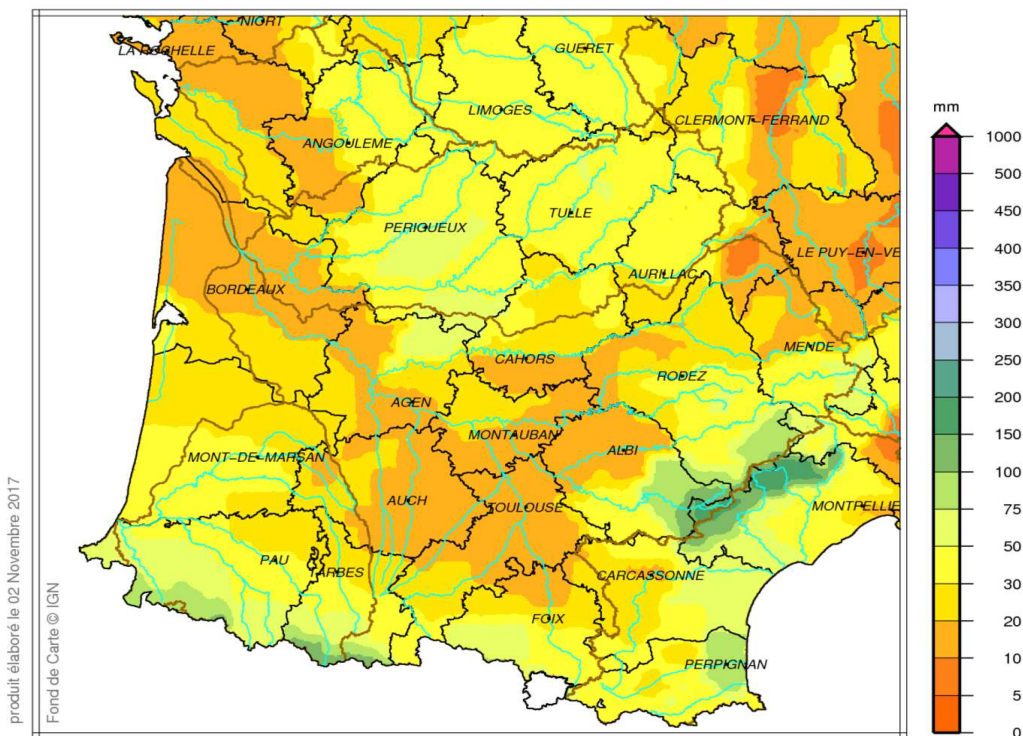 NIORT
LA ROCHELLE
GUERET
LIMOGES
CLERMONT-FERRAND
ANGOULEME
PERIGUEUX
TULLE
LE PUY-EN-VE
AURILLAC
BORDEAUX
MENDE
CAHORS
RODEZ
AGEN
MONTAUBAN
ALBI
MONT-DE-MARSAN
AUCH
TOULOUSE
MONTPELLIE
PAU
TARBES
CARCASSONNE
FOIX
PERPIGNAN
mm
1000
500
450
400
350
300
250
200
150
100
75
50
30
20
10
5
0
produit élaboré le 02 Novembre 2017
Fond de Carte © IGN